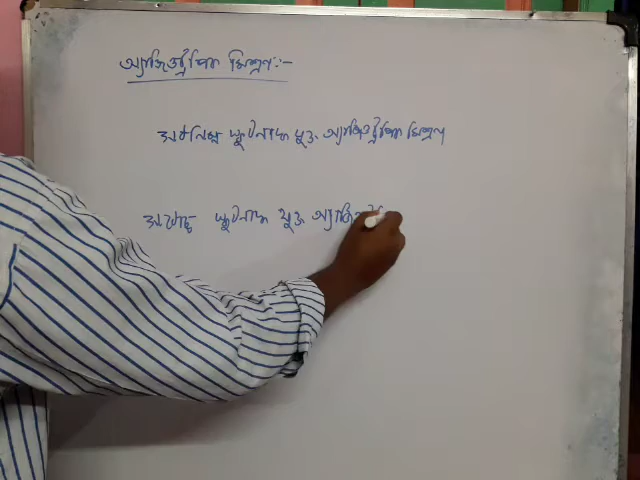 অ্যাজিওট্রপিক মিশ্রণ:-
সর্বনিম্ন স্ফুটনাঙ্ক যুক্ত অ্যাজিওট্রপিক মিশ্রণ
সর্বোচ্চ স্ফুটনাঙ্ক যুক্ত